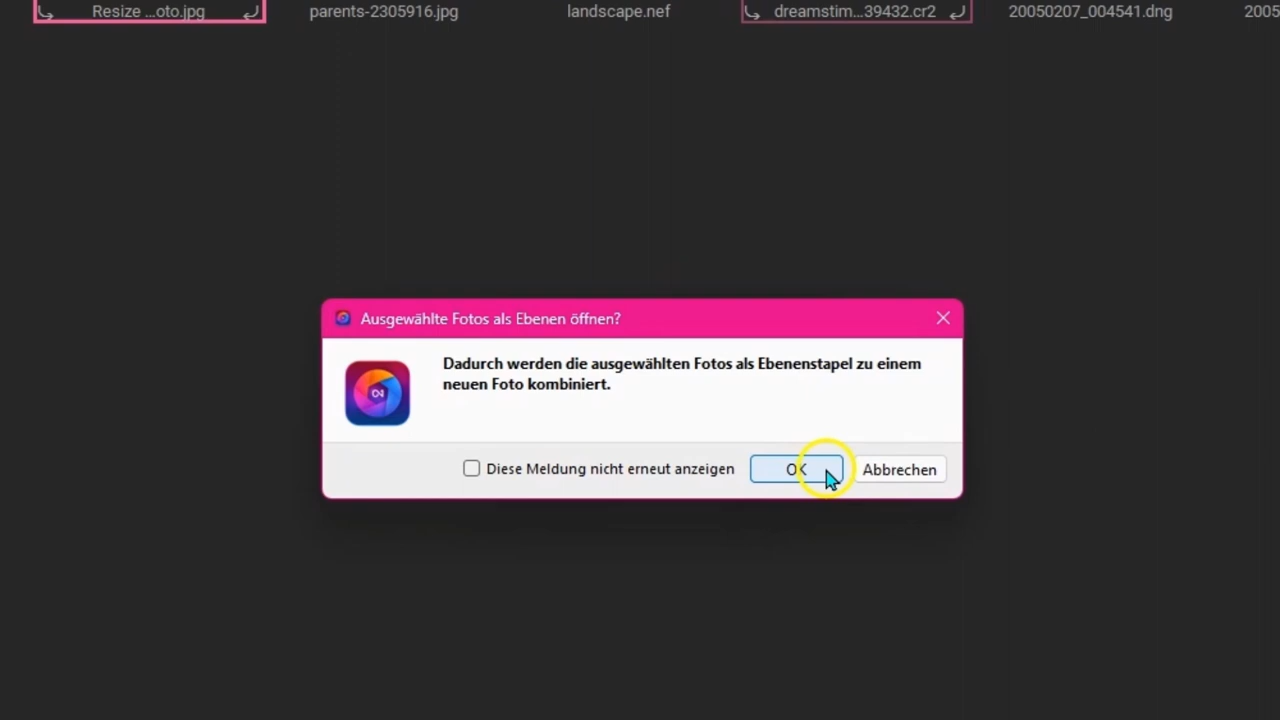 Resize ...oto.jpg parents-2305916.jpg landscape.nef dreamstim...39432.cr2 20050207_004541.dng 2005
Ausgewählte Fotos als Ebenen öffnen?
Dadurch werden die ausgewählten Fotos als Ebenenstapel zu einem
neuen Foto kombiniert.
Diese Meldung nicht erneut anzeigen OK Abbrechen